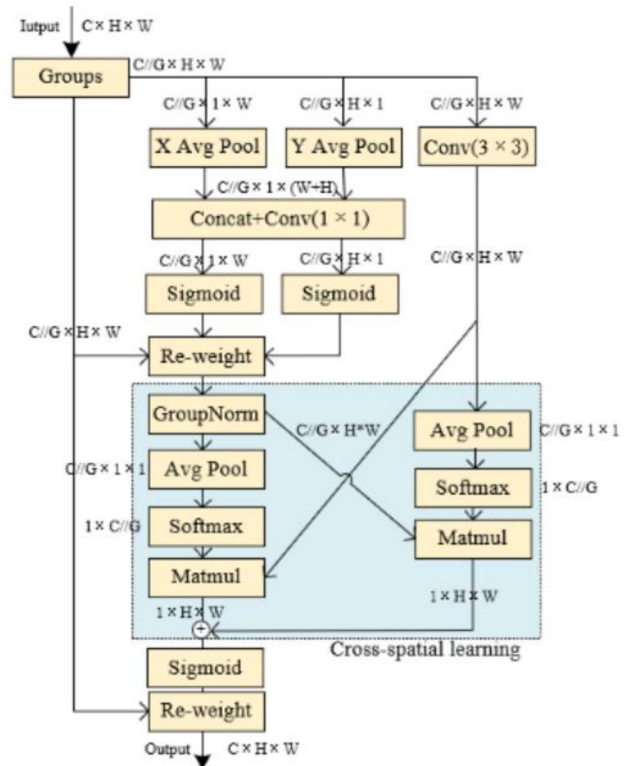 Iutput C × H × W
Groups
C//G × H × W
C//G × 1 × W C//G × H × 1 C//G × H × W
X Avg Pool Y Avg Pool Conv(3 × 3)
C//G × 1 × (W+H)
Concat+Conv(1 × 1)
C//G × 1 × W C//G × H × 1 C//G × H × W
Sigmoid Sigmoid
C//G × H × W
Re-weight
GroupNorm
C//G × H*W
Avg Pool C//G × 1 × 1
C//G × 1 × 1 Avg Pool
Softmax 1 × C//G
1 × C//G Softmax
Matmul
Matmul
1 × H × W 1 × H × W
+
Cross-spatial learning
Sigmoid
Re-weight
Output C × H × W